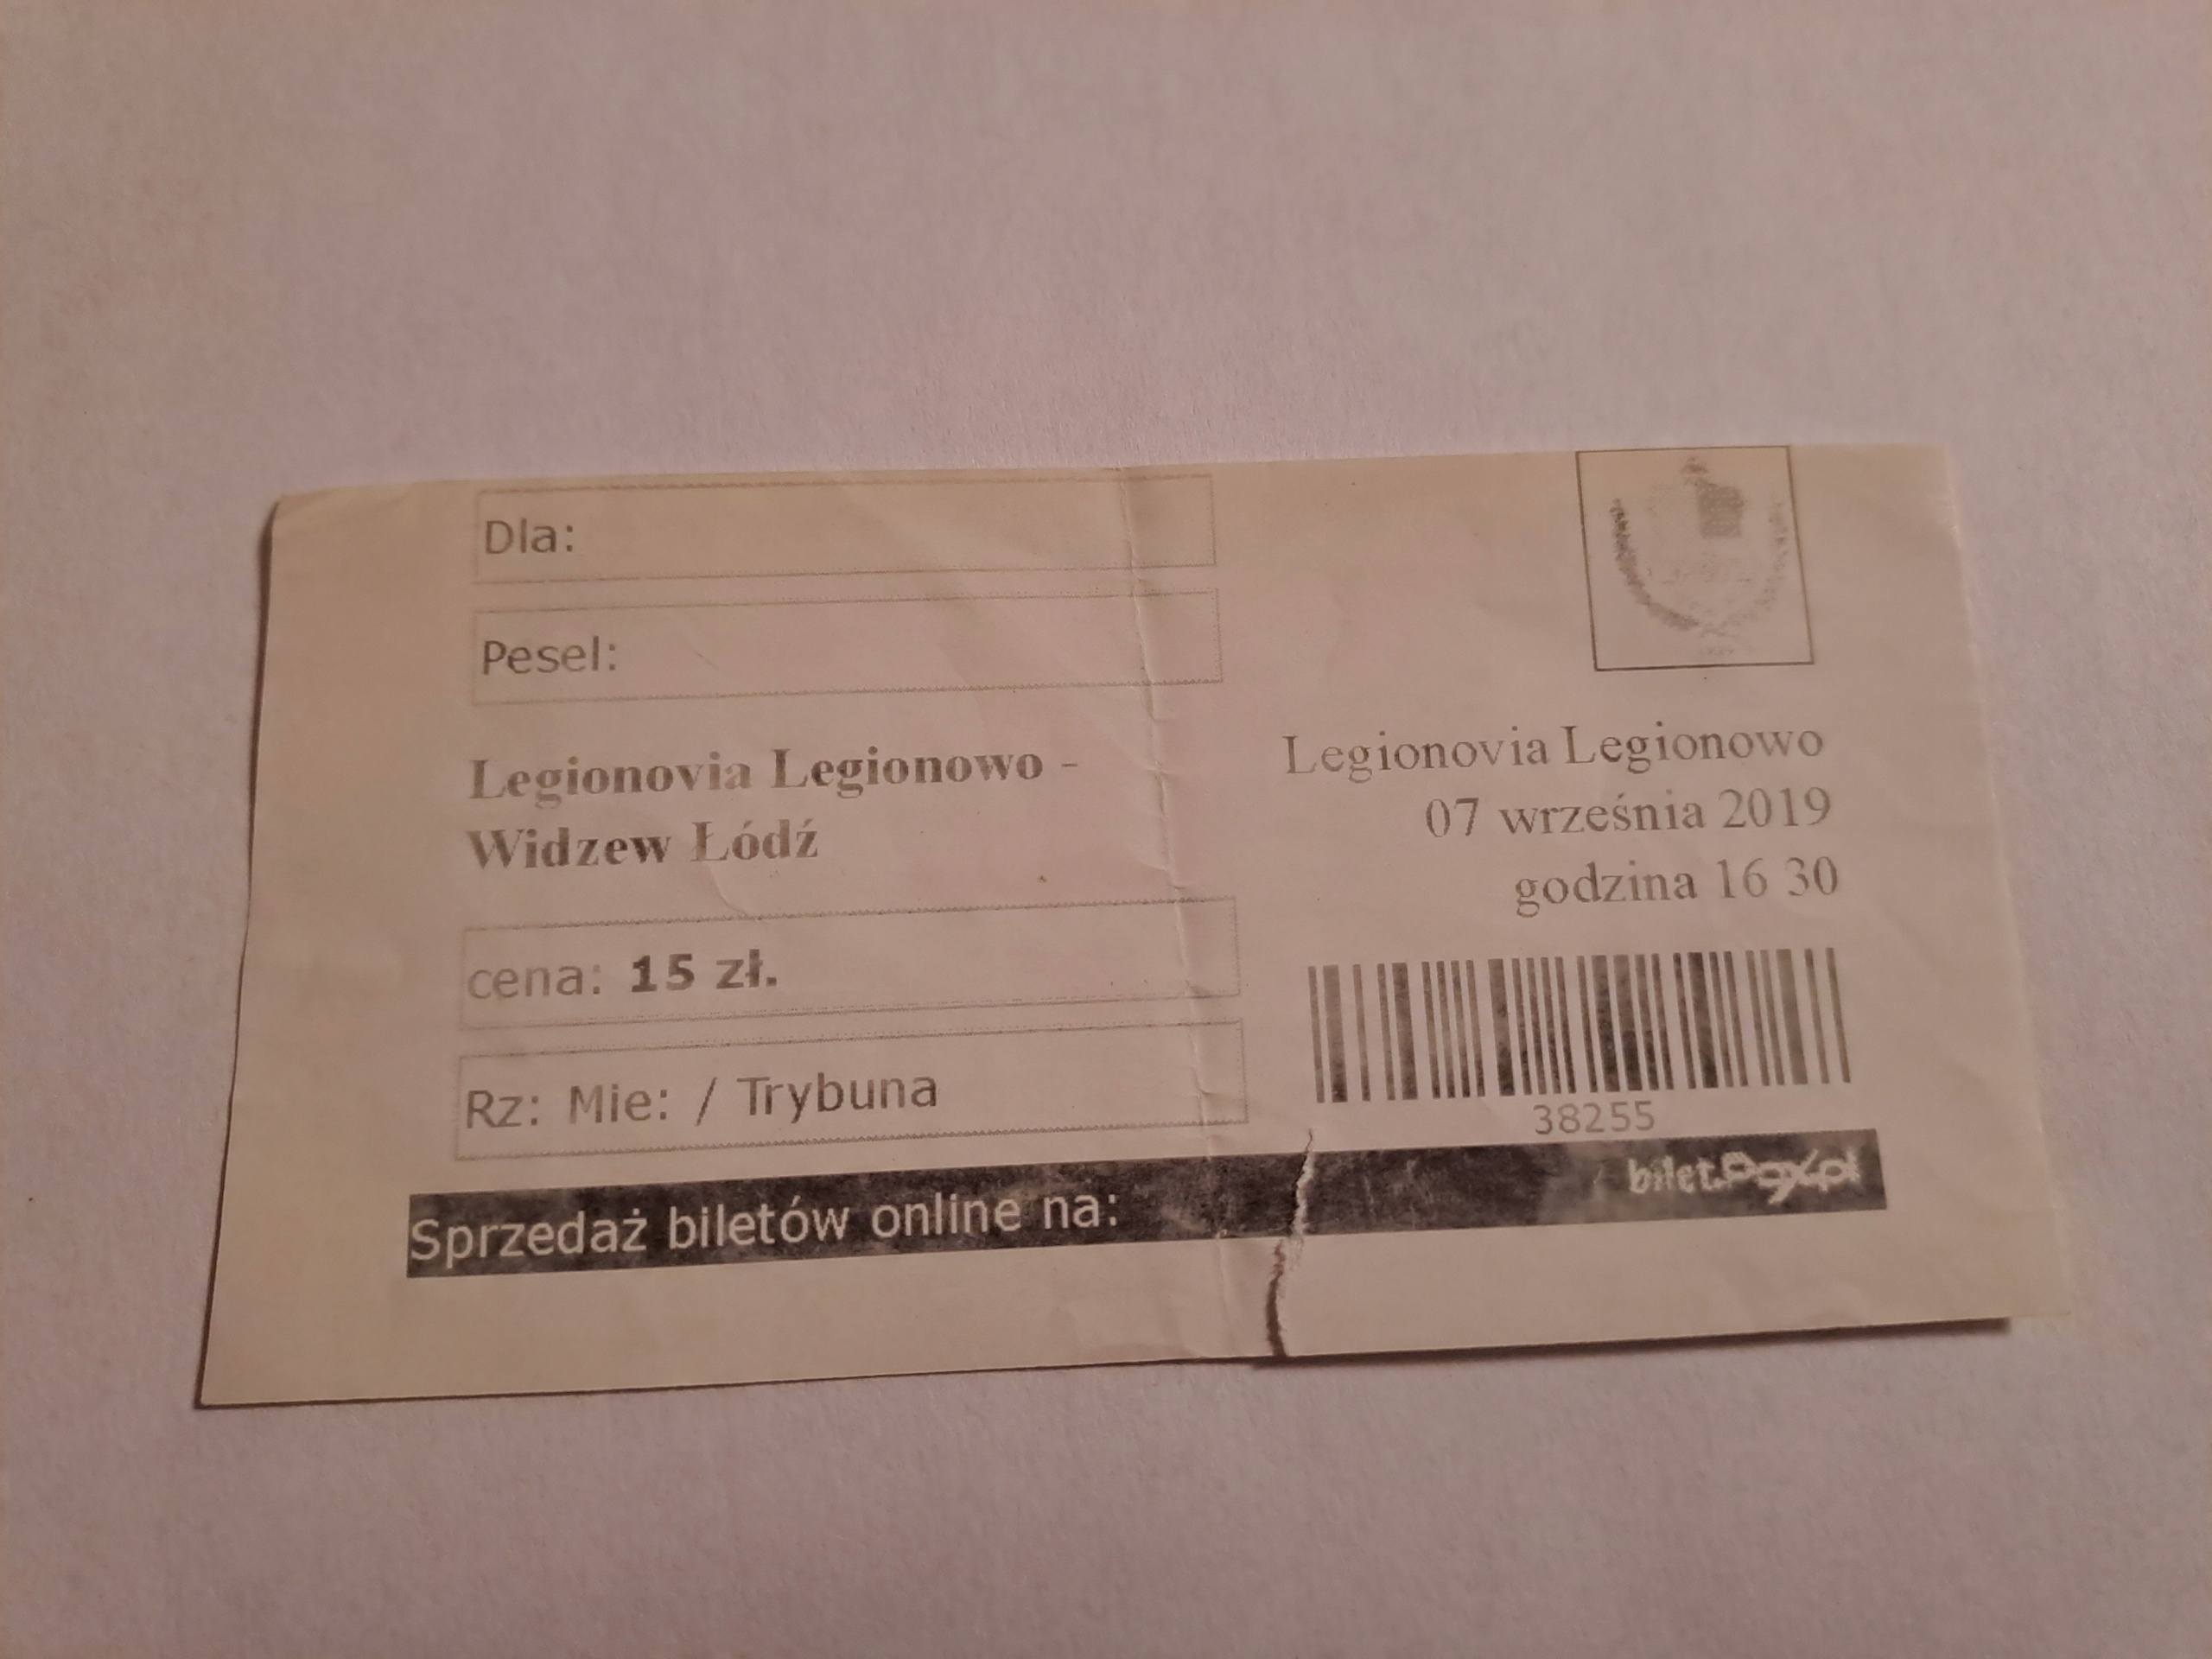 Dla:
Pesel:
Legionovia Legionowo -
Widzew Łódź
cena: 15 zł.
Rz: Mie: / Trybuna
Legionovia Legionowo
07 września 2019
godzina 16 30
38255
Sprzedaż biletów online na:
bilet.